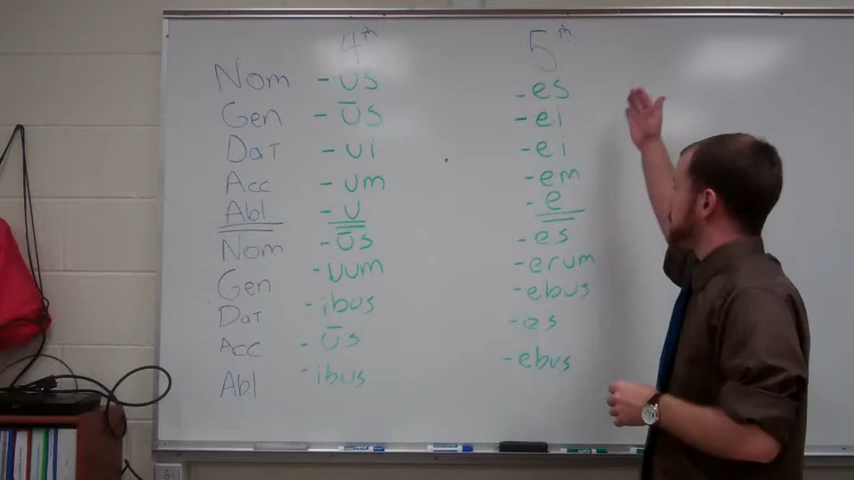 4th 5th
Nom -us -es
Gen -ūs -ei
Dat -ui -ei
Acc -um -em
Abl -u -e
Nom -ūs -es
Gen -uum -erum
Dat -ibus -ebus
Acc -ūs -es
Abl -ibus -ebus